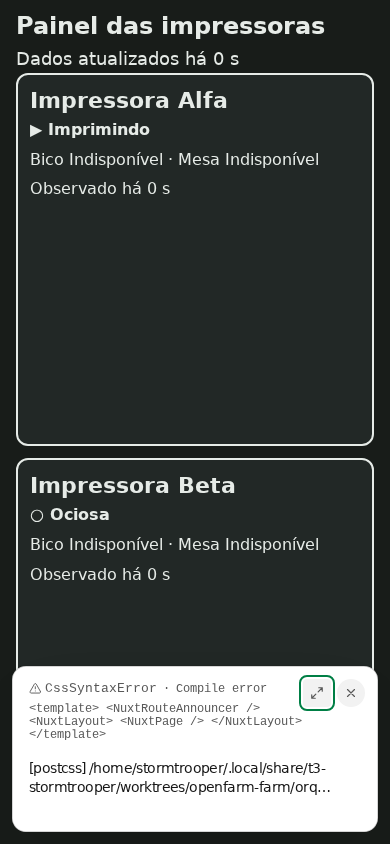 Painel das impressoras
Dados atualizados há 0 s
Impressora Alfa
▶ Imprimindo
Bico Indisponível · Mesa Indisponível
Observado há 0 s
Impressora Beta
○ Ociosa
Bico Indisponível · Mesa Indisponível
Observado há 0 s
CssSyntaxError · Compile error
<template> <NuxtRouteAnnouncer />
<NuxtLayout> <NuxtPage /> </NuxtLayout>
</template>
[postcss] /home/stormtrooper/.local/share/t3-
stormtrooper/worktrees/openfarm-farm/orq…